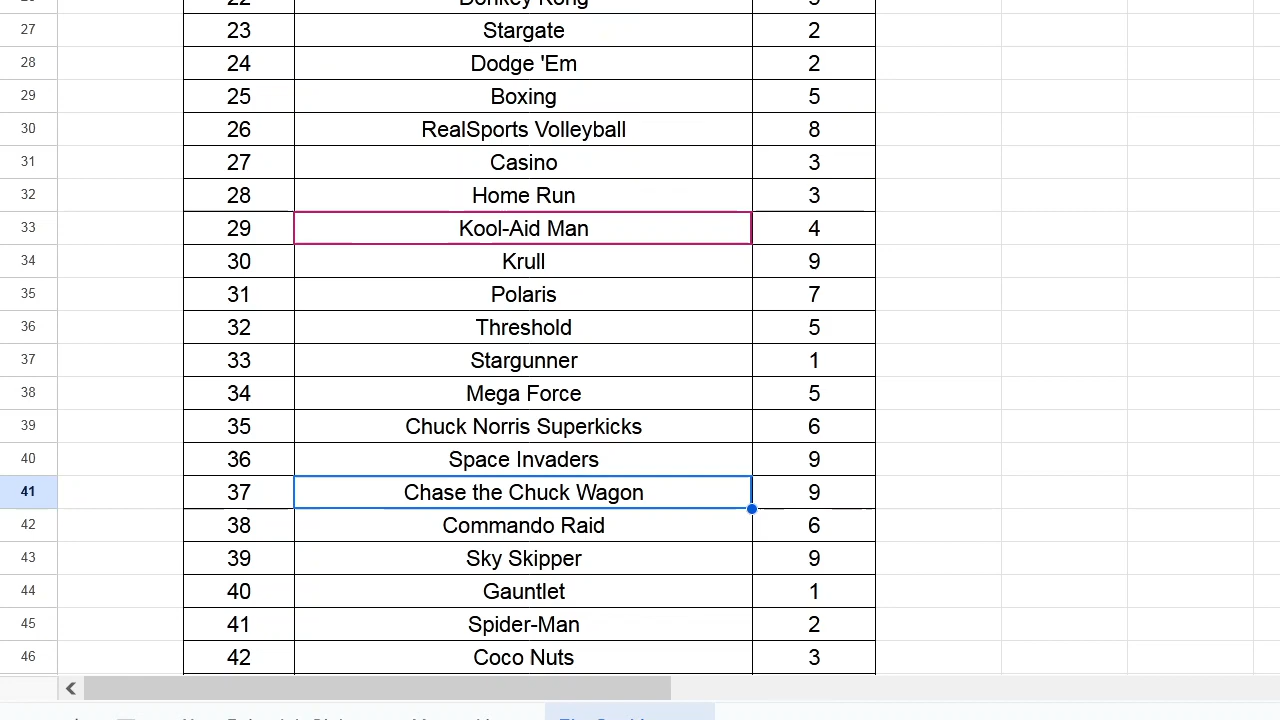 27 23 Stargate 2
28 24 Dodge 'Em 2
29 25 Boxing 5
30 26 RealSports Volleyball 8
31 27 Casino 3
32 28 Home Run 3
33 29 Kool-Aid Man 4
34 30 Krull 9
35 31 Polaris 7
36 32 Threshold 5
37 33 Stargunner 1
38 34 Mega Force 5
39 35 Chuck Norris Superkicks 6
40 36 Space Invaders 9
41 37 Chase the Chuck Wagon 9
42 38 Commando Raid 6
43 39 Sky Skipper 9
44 40 Gauntlet 1
45 41 Spider-Man 2
46 42 Coco Nuts 3